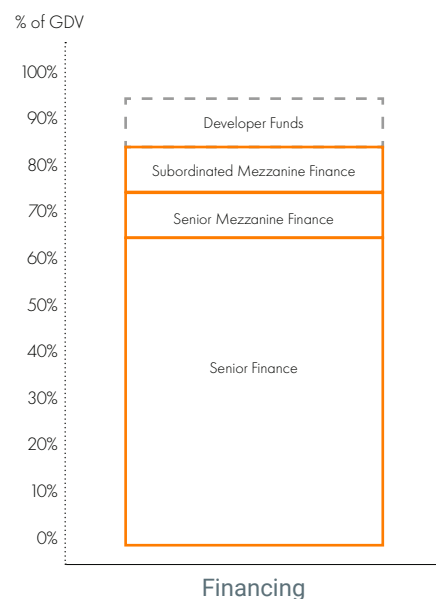 % of GDV
100%
90%
80%
70%
60%
50%
40%
30%
20%
10%
0%
Developer Funds
Subordinated Mezzanine Finance
Senior Mezzanine Finance
Senior Finance
Financing